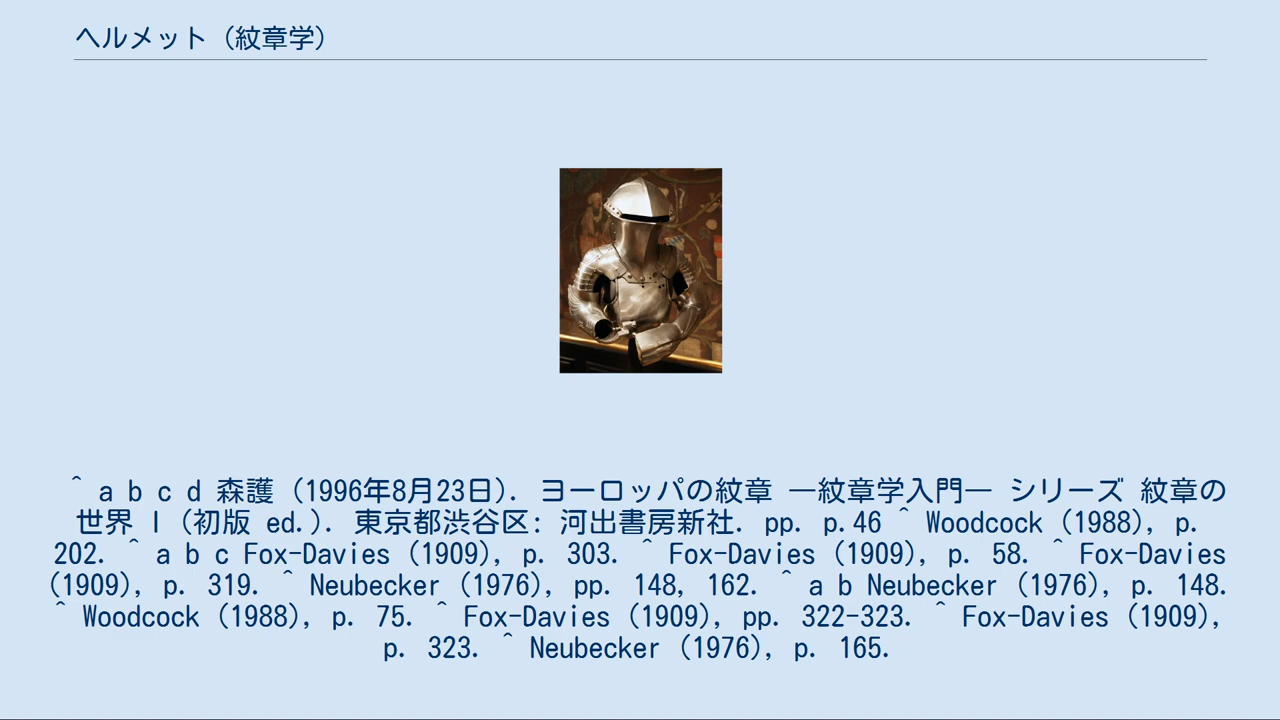 ヘルメット（紋章学）
^ a b c d 森護 (1996年8月23日). ヨーロッパの紋章 ―紋章学入門― シリーズ 紋章の
世界 I (初版 ed.). 東京都渋谷区: 河出書房新社. pp. p.46 ^ Woodcock (1988), p.
202. ^ a b c Fox-Davies (1909), p. 303. ^ Fox-Davies (1909), p. 58. ^ Fox-Davies
(1909), p. 319. ^ Neubecker (1976), pp. 148, 162. ^ a b Neubecker (1976), p. 148.
^ Woodcock (1988), p. 75. ^ Fox-Davies (1909), pp. 322-323. ^ Fox-Davies (1909),
p. 323. ^ Neubecker (1976), p. 165.